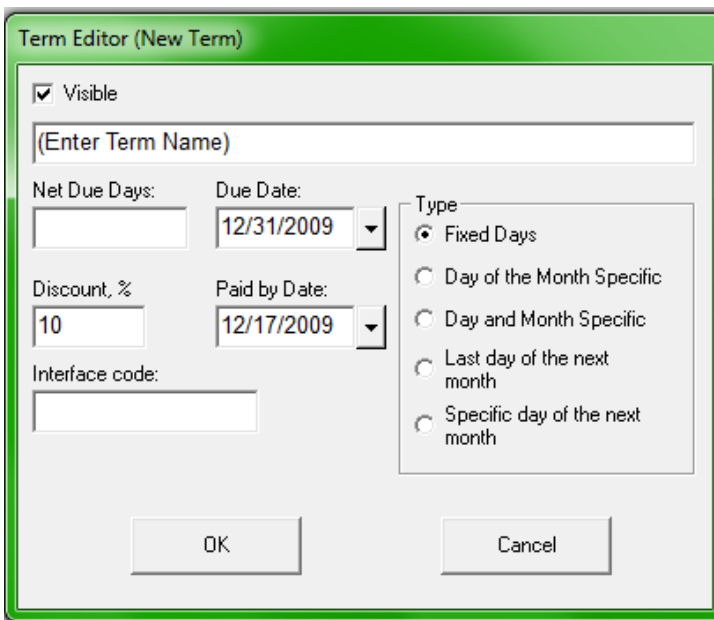 Term Editor (New Term)
Visible
(Enter Term Name)
Net Due Days: Due Date:
12/31/2009
Discount, % Paid by Date:
10 12/17/2009
Interface code:
Type
Fixed Days
Day of the Month Specific
Day and Month Specific
Last day of the next
month
Specific day of the next
month
OK Cancel